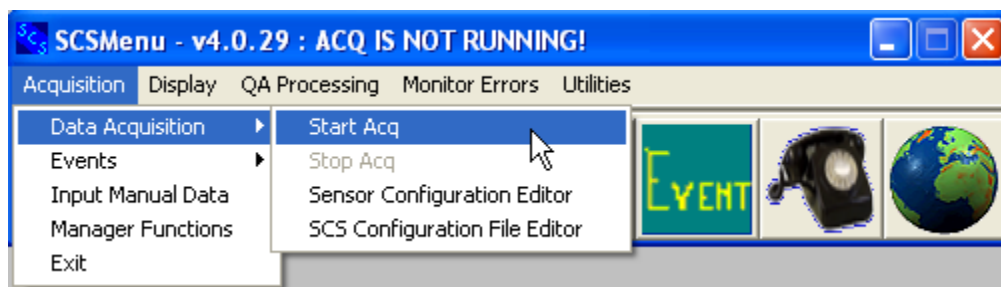 SCS SCSMenu - v4.0.29 : ACQ IS NOT RUNNING!
Acquisition Display QA Processing Monitor Errors Utilities
Data Acquisition Start Acq
Events Stop Acq
Input Manual Data Sensor Configuration Editor
Manager Functions SCS Configuration File Editor
Exit
EVENT